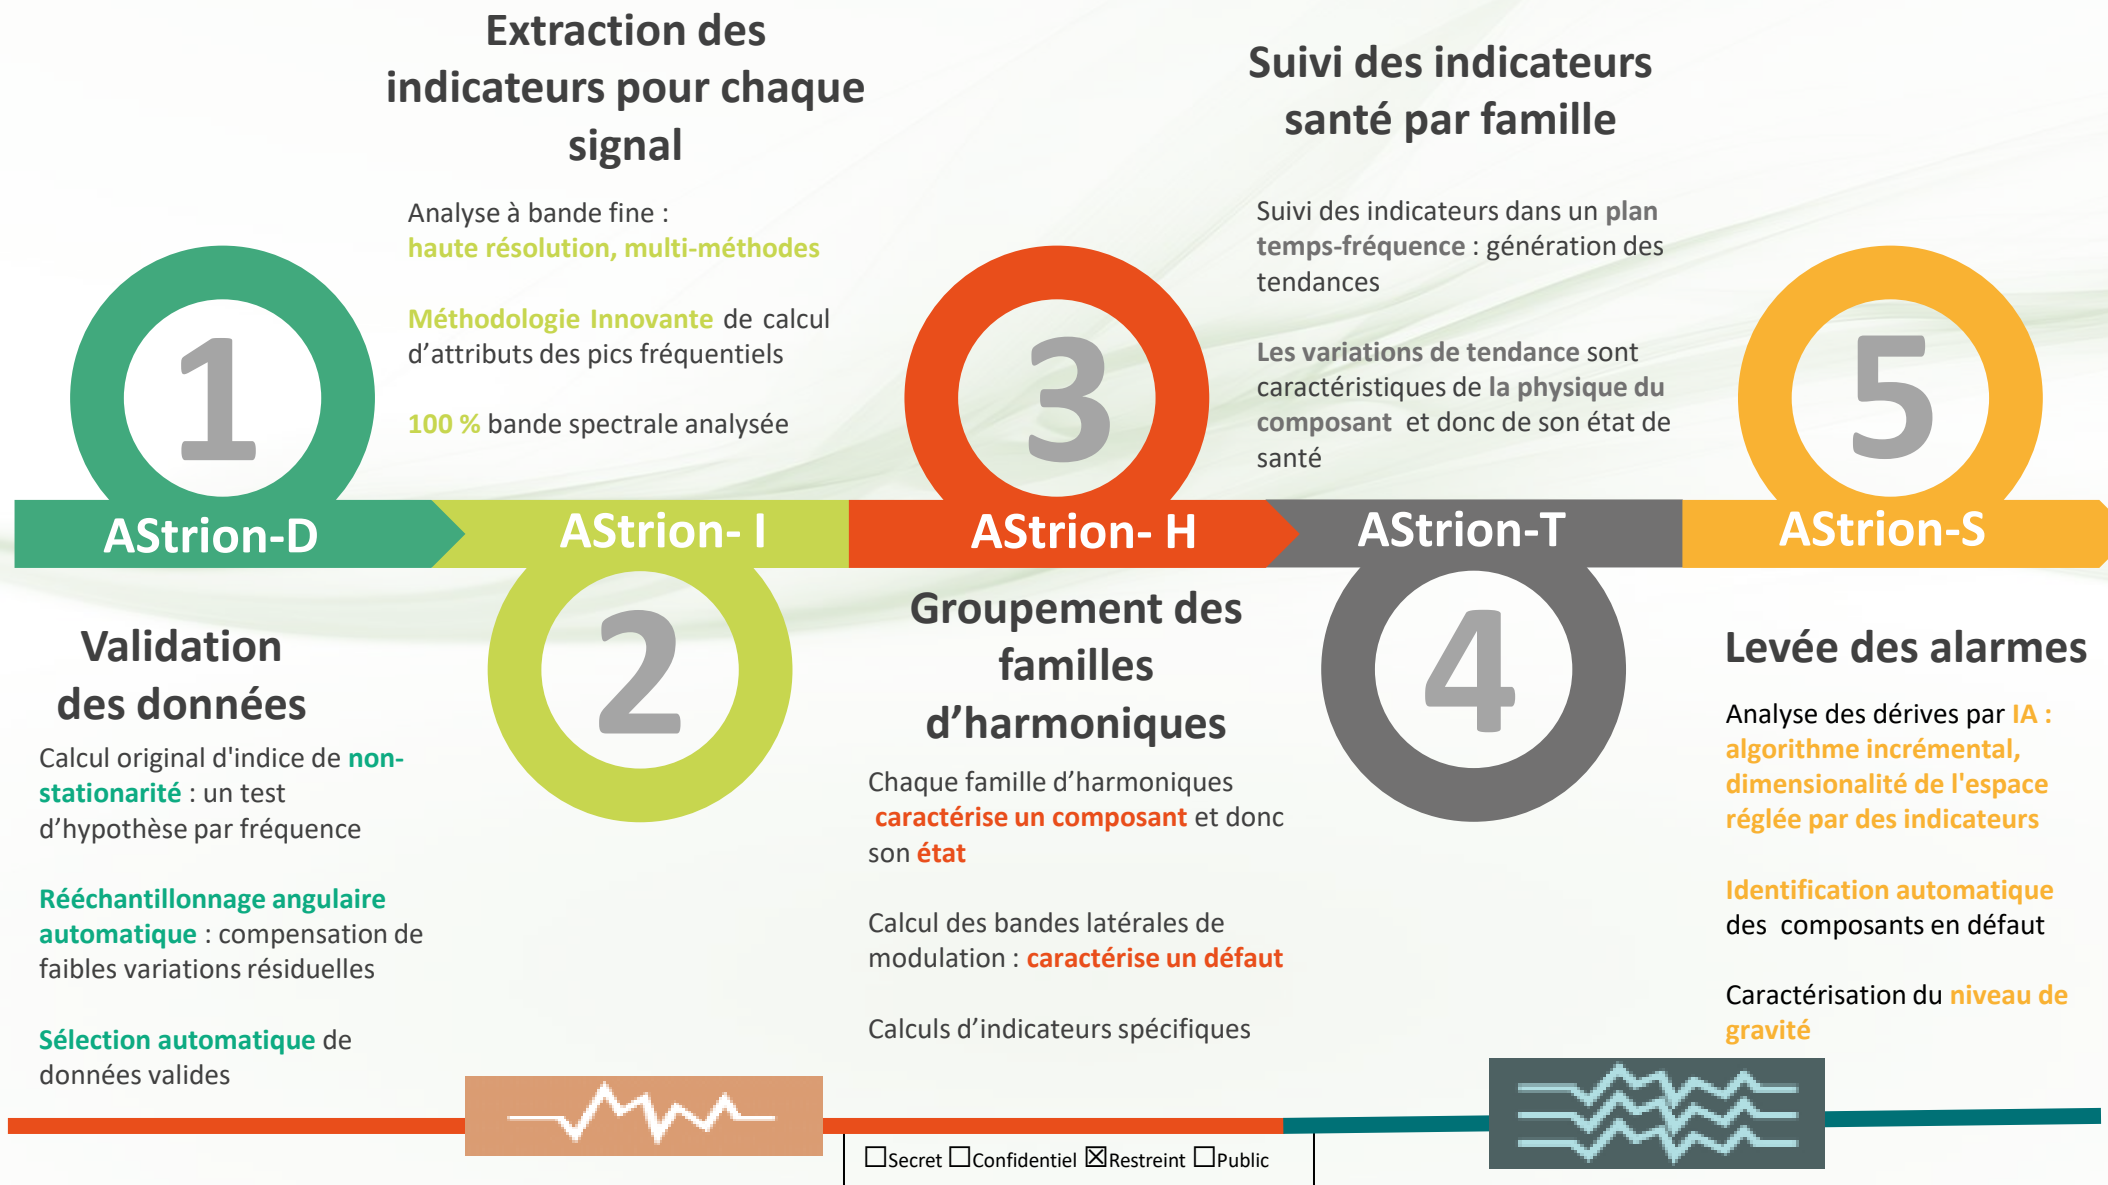 Extraction des
indicateurs pour chaque
signal
Analyse à bande fine :
haute résolution, multi-méthodes
Méthodologie Innovante de calcul
d’attributs des pics fréquentiels
100 % bande spectrale analysée
Suivi des indicateurs
santé par famille
Suivi des indicateurs dans un plan
temps-fréquence : génération des
tendances
Les variations de tendance sont
caractéristiques de la physique du
composant et donc de son état de
santé
1
3
5
AStrion-D
AStrion- I
AStrion- H
AStrion-T
AStrion-S
2
4
Validation
des données
Calcul original d'indice de non-
stationarité : un test
d’hypothèse par fréquence
Rééchantillonnage angulaire
automatique : compensation de
faibles variations résiduelles
Sélection automatique de
données valides
Groupement des
familles
d’harmoniques
Chaque famille d’harmoniques
caractérise un composant et donc
son état
Calcul des bandes latérales de
modulation : caractérise un défaut
Calculs d’indicateurs spécifiques
Levée des alarmes
Analyse des dérives par IA :
algorithme incrémental,
dimensionalité de l'espace
réglée par des indicateurs
Identification automatique
des composants en défaut
Caractérisation du niveau de
gravité
☐Secret ☐Confidentiel ☒Restreint ☐Public